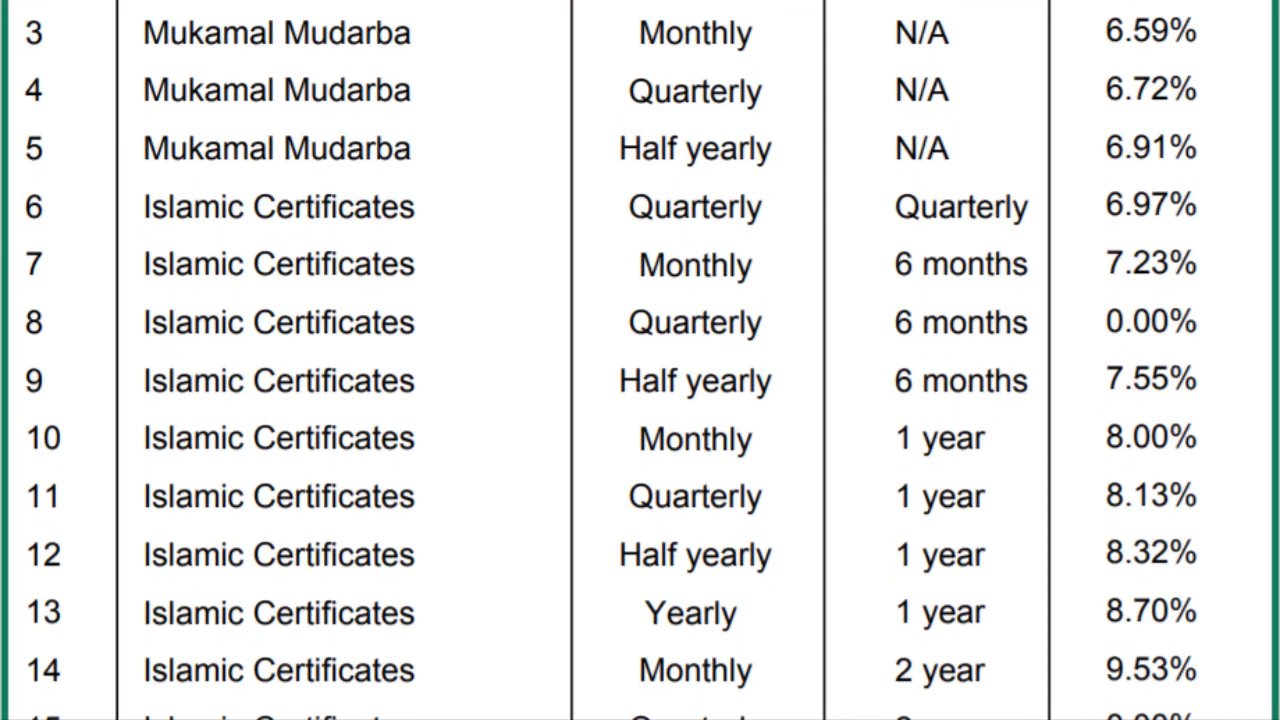 3 Mukamal Mudarba Monthly N/A 6.59%
4 Mukamal Mudarba Quarterly N/A 6.72%
5 Mukamal Mudarba Half yearly N/A 6.91%
6 Islamic Certificates Quarterly Quarterly 6.97%
7 Islamic Certificates Monthly 6 months 7.23%
8 Islamic Certificates Quarterly 6 months 0.00%
9 Islamic Certificates Half yearly 6 months 7.55%
10 Islamic Certificates Monthly 1 year 8.00%
11 Islamic Certificates Quarterly 1 year 8.13%
12 Islamic Certificates Half yearly 1 year 8.32%
13 Islamic Certificates Yearly 1 year 8.70%
14 Islamic Certificates Monthly 2 year 9.53%